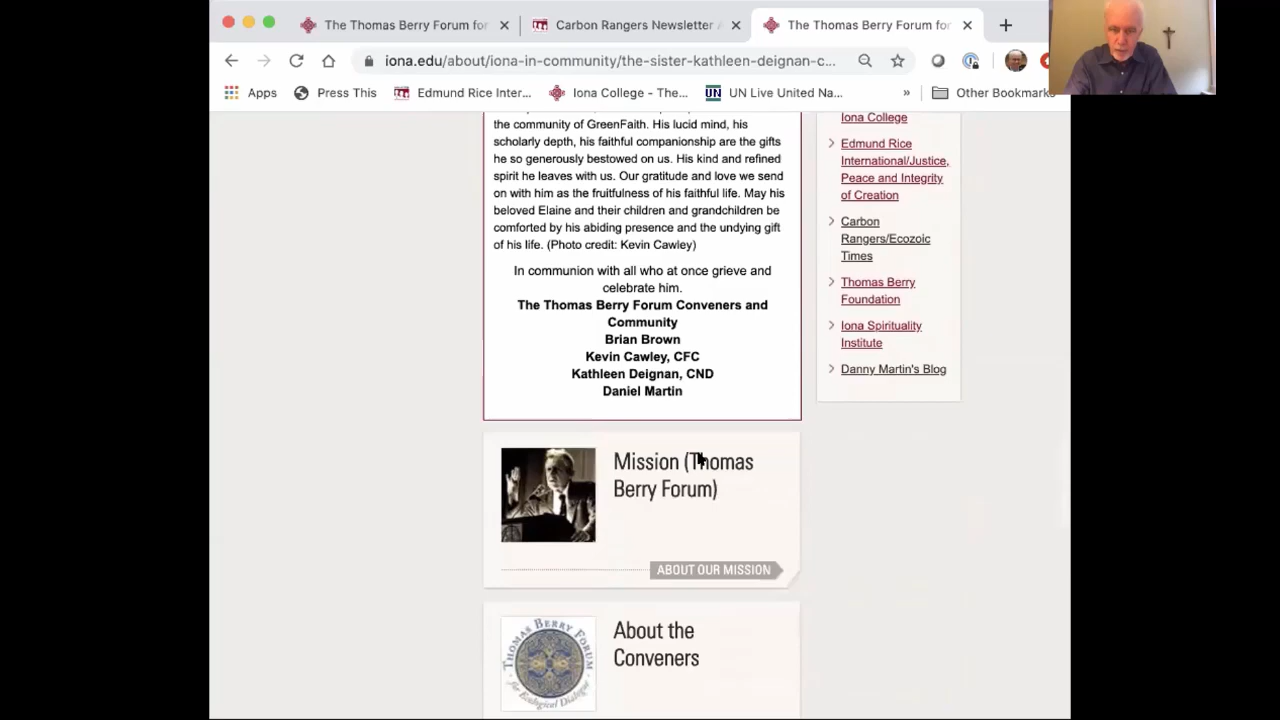 The Thomas Berry Forum for
Carbon Rangers Newsletter
The Thomas Berry Forum for
iona.edu/about/iona-in-community/the-sister-kathleen-deignan-c...
Apps
Press This
Edmund Rice Inter...
Iona College - The...
UN
UN Live United Na...
»
Other Bookmarks
the community of GreenFaith. His lucid mind, his
scholarly depth, his faithful companionship are the gifts
he so generously bestowed on us. His kind and refined
spirit he leaves with us. Our gratitude and love we send
on with him as the fruitfulness of his faithful life. May his
beloved Elaine and their children and grandchildren be
comforted by his abiding presence and the undying gift
of his life. (Photo credit: Kevin Cawley)
In communion with all who at once grieve and
celebrate him.
The Thomas Berry Forum Conveners and
Community
Brian Brown
Kevin Cawley, CFC
Kathleen Deignan, CND
Daniel Martin
Iona College
Edmund Rice
International/Justice,
Peace and Integrity
of Creation
Carbon
Rangers/Ecozoic
Times
Thomas Berry
Foundation
Iona Spirituality
Institute
Danny Martin's Blog
Mission (Thomas
Berry Forum)
ABOUT OUR MISSION
THOMAS BERRY FORUM
for Ecological Dialogue
About the
Conveners